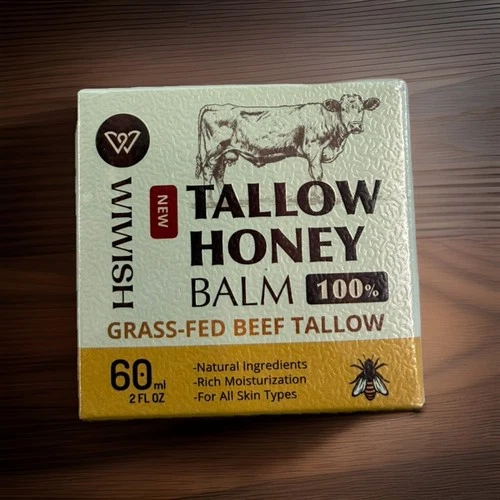 WIWISH
NEW
TALLOW
HONEY
BALM 100%
GRASS-FED BEEF TALLOW
60ml
2 FL OZ
-Natural Ingredients
-Rich Moisturization
-For All Skin Types